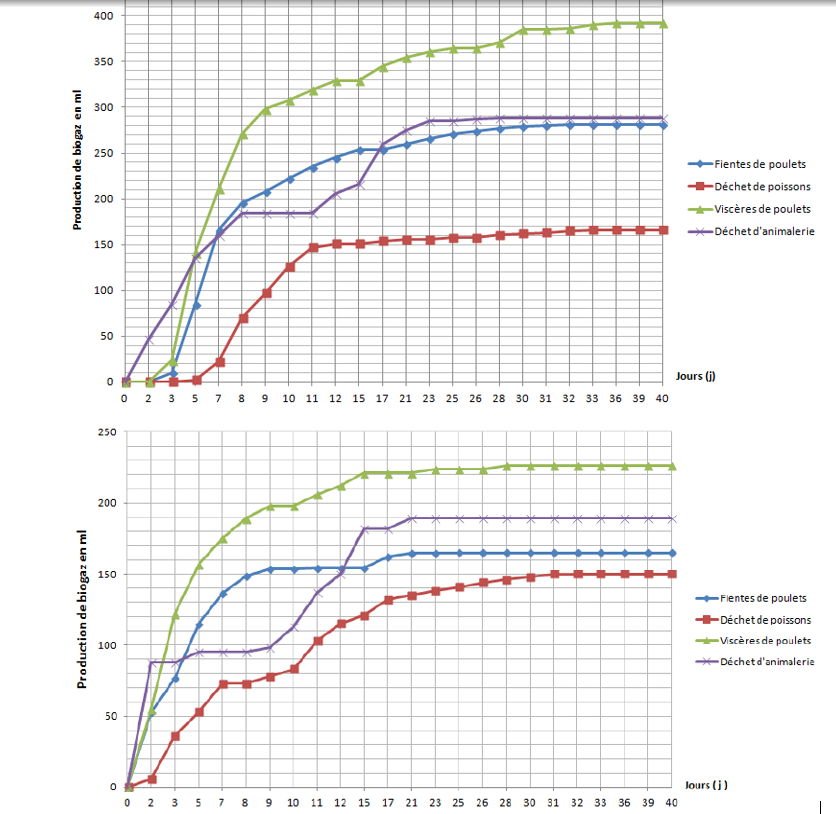 400
350
300
250
200
150
100
50
0
Production de biogaz en ml
0 2 3 5 7 8 9 10 11 12 15 17 21 23 25 26 28 30 31 32 33 36 39 40
Jours (j)
Fientes de poulets
Déchet de poissons
Viscères de poulets
Déchet d'animalerie
250
200
150
100
50
0
Production de biogaz en ml
0 2 3 5 7 8 9 10 11 12 15 17 21 23 25 26 28 30 31 32 33 36 39 40
Jours ( j )
Fientes de poulets
Déchet de poissons
Viscères de poulets
Déchet d'animalerie